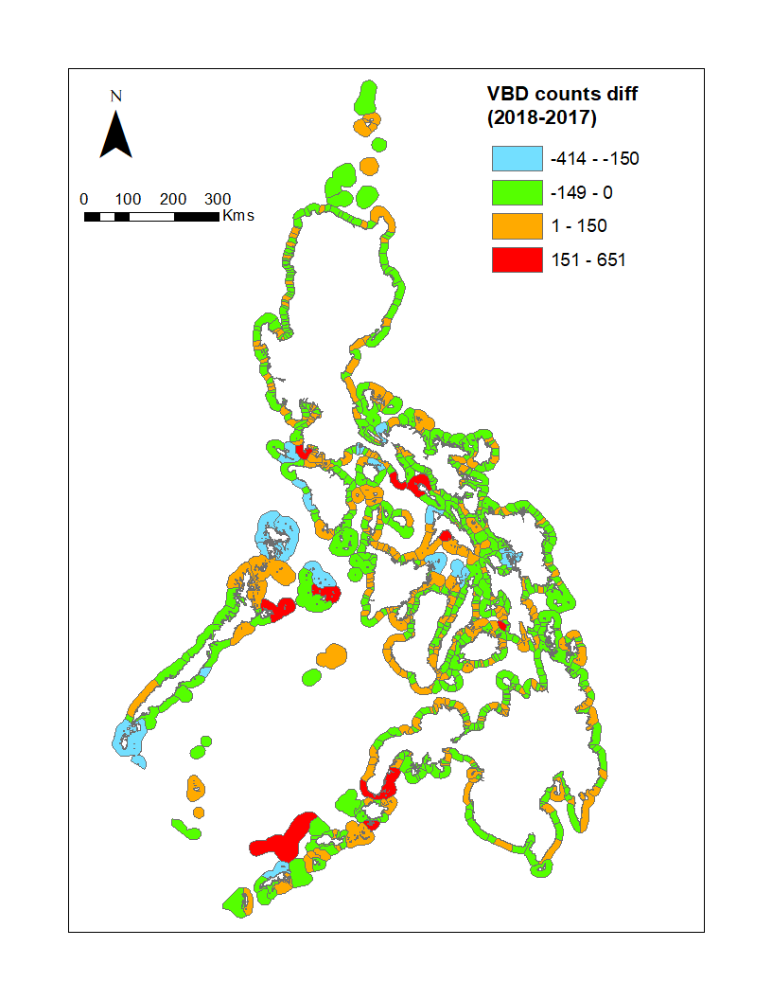 N
0 100 200 300
Kms
VBD counts diff
(2018-2017)
-414 - -150
-149 - 0
1 - 150
151 - 651